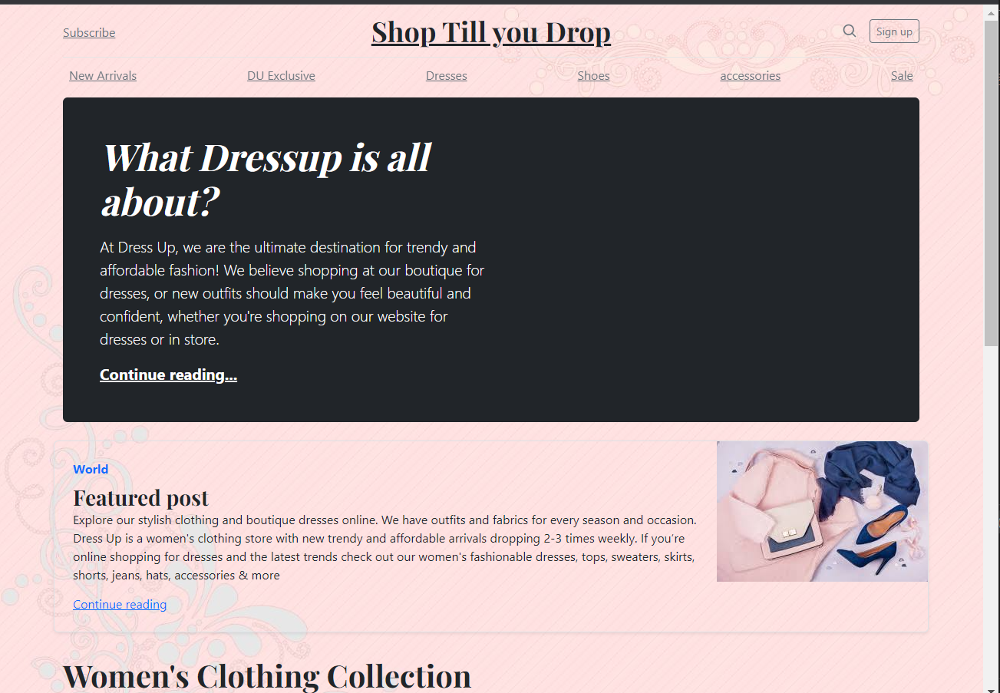 Subscribe
Shop Till you Drop
Sign up
New Arrivals
DU Exclusive
Dresses
Shoes
accessories
Sale
What Dressup is all
about?
At Dress Up, we are the ultimate destination for trendy and
affordable fashion! We believe shopping at our boutique for
dresses, or new outfits should make you feel beautiful and
confident, whether you're shopping on our website for
dresses or in store.
Continue reading...
World
Featured post
Explore our stylish clothing and boutique dresses online. We have outfits and fabrics for every season and occasion.
Dress Up is a women's clothing store with new trendy and affordable arrivals dropping 2-3 times weekly. If you’re
online shopping for dresses and the latest trends check out our women's fashionable dresses, tops, sweaters, skirts,
shorts, jeans, hats, accessories & more
Continue reading
Women's Clothing Collection